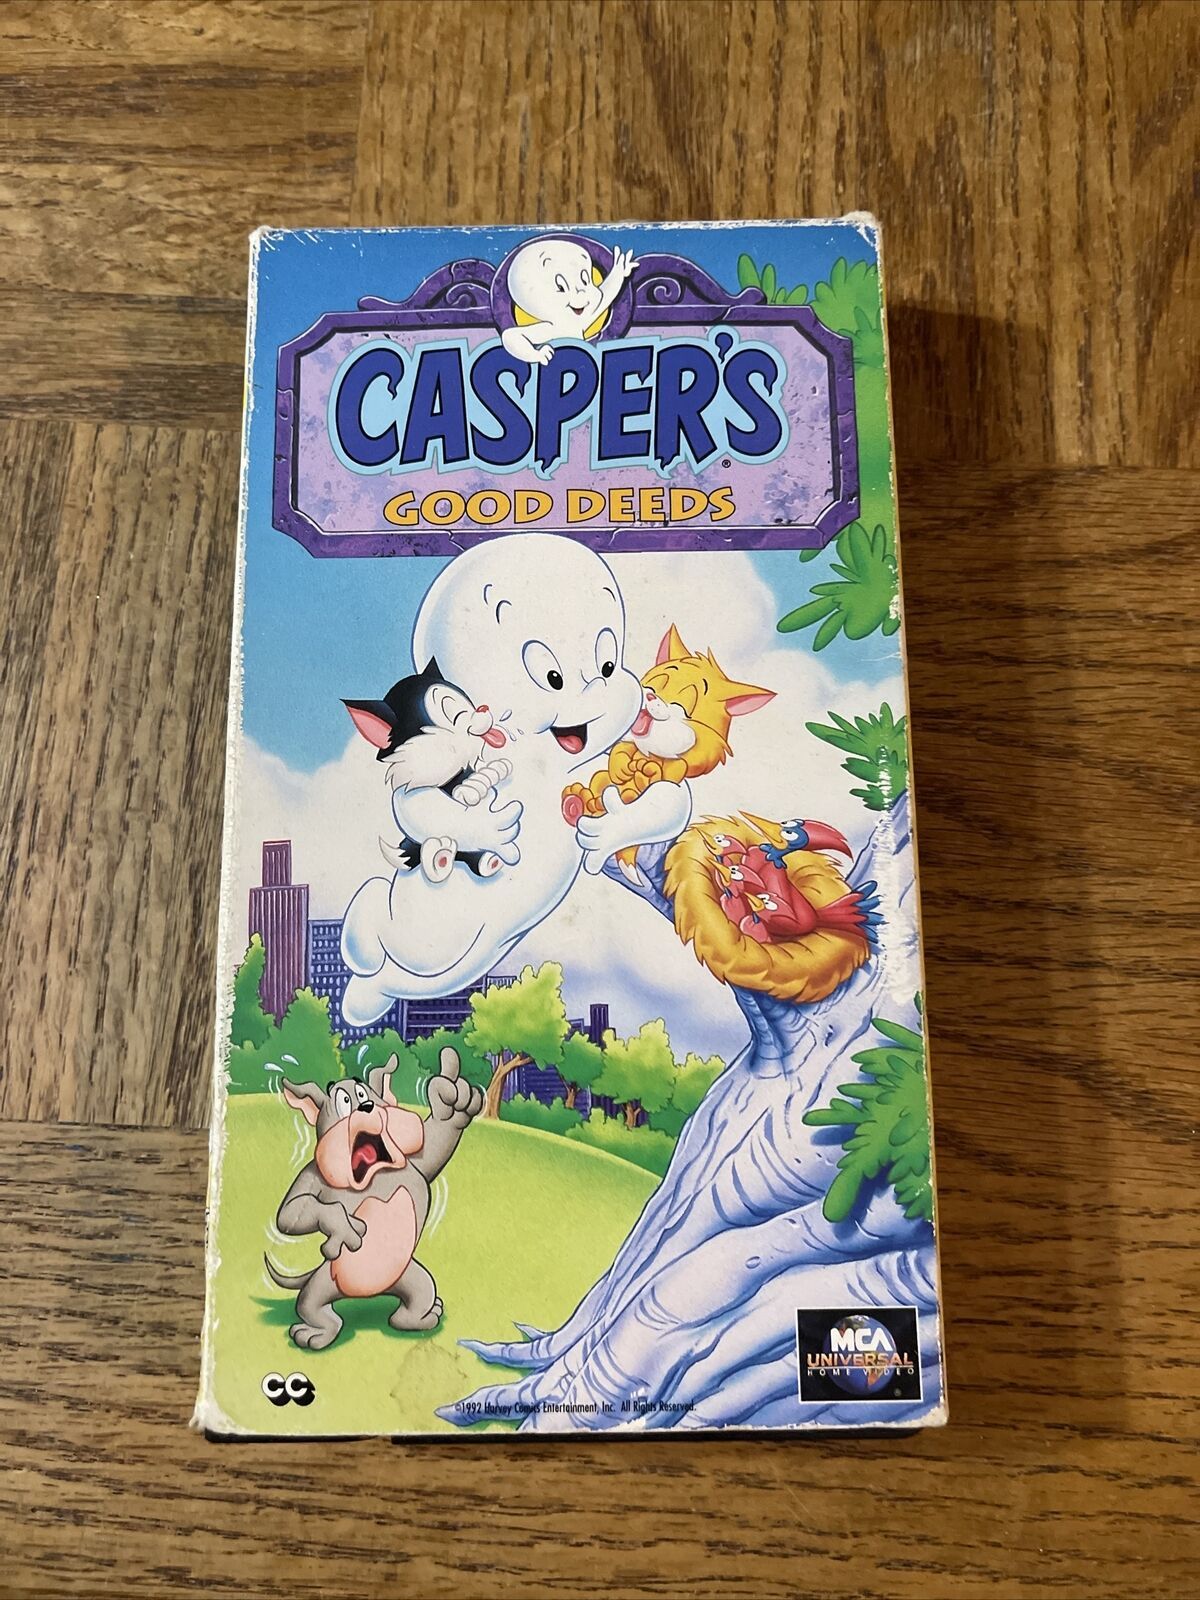 CASPER'S
®
GOOD DEEDS
MCA
UNIVERSAL
HOME VIDEO
®
CC
©1992 Harvey Comics Entertainment, Inc. All Rights Reserved.